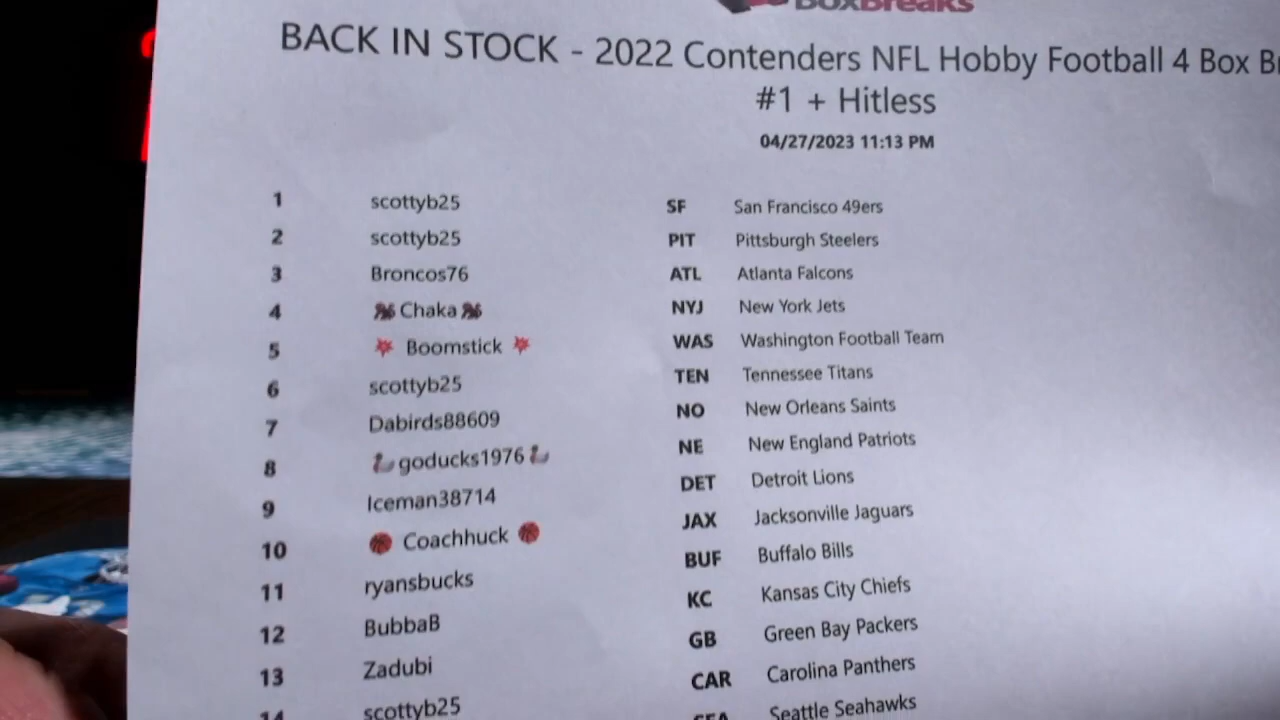 BoxBreaks
BACK IN STOCK - 2022 Contenders NFL Hobby Football 4 Box
#1 + Hitless
04/27/2023 11:13 PM
1 scottyb25 SF San Francisco 49ers
2 scottyb25 PIT Pittsburgh Steelers
3 Broncos76 ATL Atlanta Falcons
4 Chaka NYJ New York Jets
5 Boomstick WAS Washington Football Team
6 scottyb25 TEN Tennessee Titans
7 Dabirds88609 NO New Orleans Saints
8 goducks1976 NE New England Patriots
9 Iceman38714 DET Detroit Lions
10 Coachhuck JAX Jacksonville Jaguars
11 ryansbucks BUF Buffalo Bills
12 BubbaB KC Kansas City Chiefs
13 Zadubi GB Green Bay Packers
14 scottyb25 CAR Carolina Panthers
SEA Seattle Seahawks